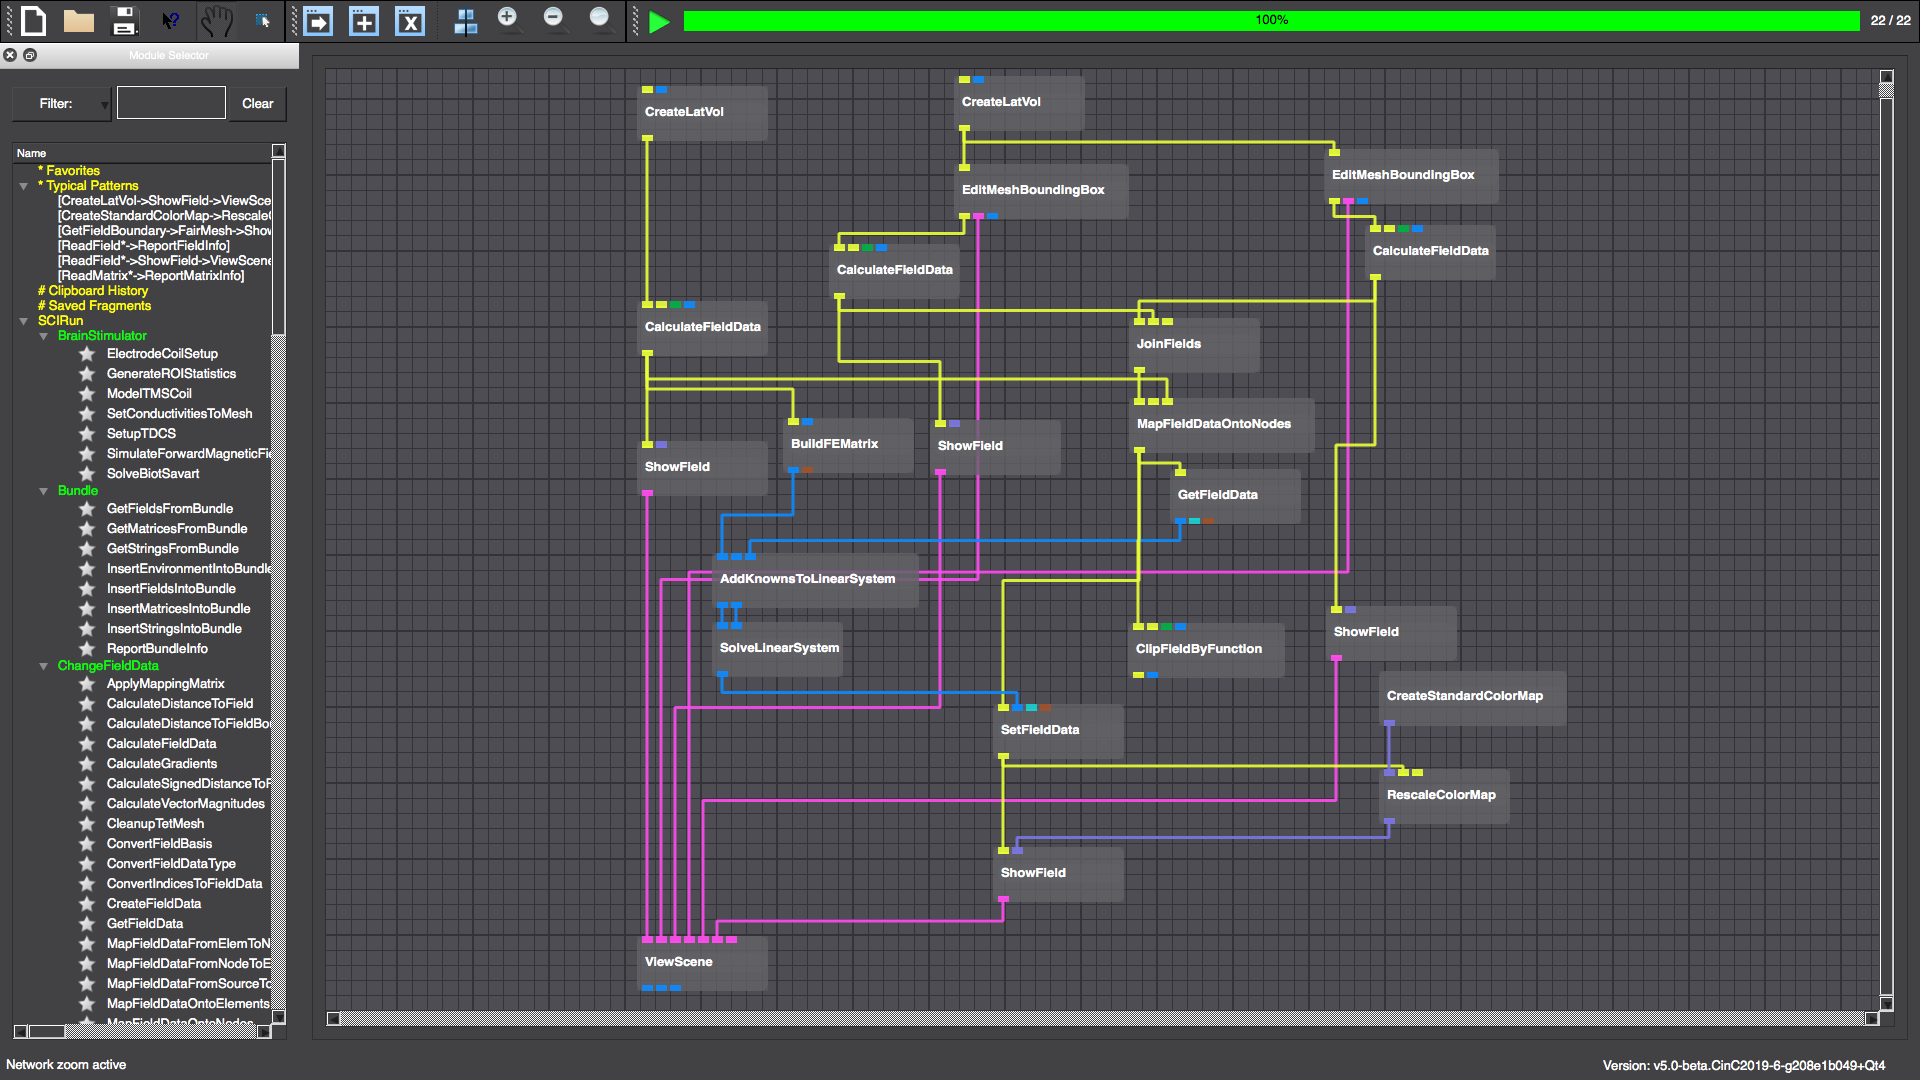 100%
22 / 22
Module Selector
Filter:
Clear
Name
* Favorites
* Typical Patterns
[CreateLatVol->ShowField->ViewSce
[CreateStandardColorMap->Rescale
[GetFieldBoundary->FairMesh->Show
[ReadField*->ReportFieldInfo]
[ReadField*->ShowField->ViewScene
[ReadMatrix*->ReportMatrixInfo]
# Clipboard History
# Saved Fragments
SCIRun
BrainStimulator
ElectrodeCoilSetup
GenerateROIStatistics
ModelTMSCoil
SetConductivitiesToMesh
SetupTDCS
SimulateForwardMagneticFie
SolveBiotSavart
Bundle
GetFieldsFromBundle
GetMatricesFromBundle
GetStringsFromBundle
InsertEnvironmentIntoBundle
InsertFieldsIntoBundle
InsertMatricesIntoBundle
InsertStringsIntoBundle
ReportBundleInfo
ChangeFieldData
ApplyMappingMatrix
CalculateDistanceToField
CalculateDistanceToFieldBo
CalculateFieldData
CalculateGradients
CalculateSignedDistanceToF
CalculateVectorMagnitudes
CleanupTetMesh
ConvertFieldBasis
ConvertFieldDataType
ConvertIndicesToFieldData
CreateFieldData
GetFieldData
MapFieldDataFromElemToN
MapFieldDataFromNodeToE
MapFieldDataFromSourceTo
MapFieldDataOntoElements
MapFieldDataOntoNodes
CreateLatVol
CreateLatVol
EditMeshBoundingBox
EditMeshBoundingBox
CalculateFieldData
CalculateFieldData
CalculateFieldData
JoinFields
MapFieldDataOntoNodes
BuildFEMatrix
ShowField
ShowField
GetFieldData
AddKnownsToLinearSystem
ShowField
SolveLinearSystem
ClipFieldByFunction
CreateStandardColorMap
SetFieldData
RescaleColorMap
ShowField
ViewScene
Network zoom active
Version: v5.0-beta.CinC2019-6-g208e1b049+Qt4